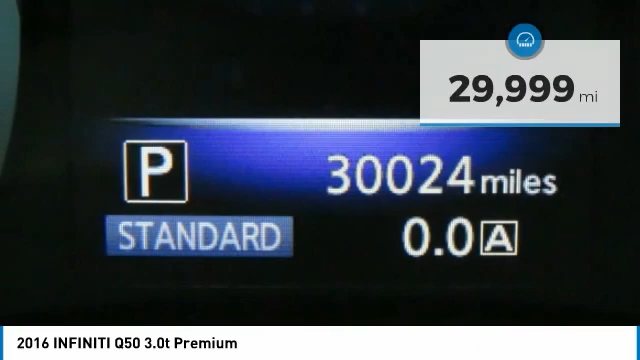 29,999 mi
P 30024 miles
STANDARD 0.0 A
2016 INFINITI Q50 3.0t Premium